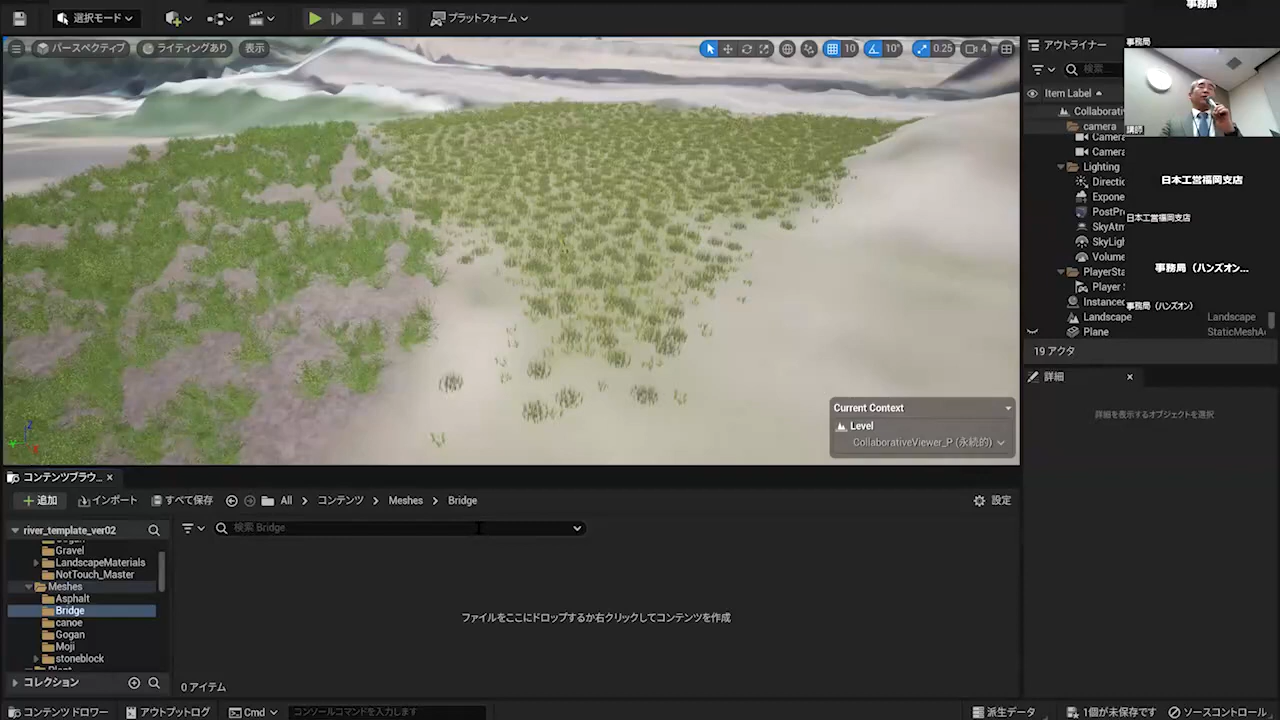 選択モード
プラットフォーム
事務局
パースペクティブ
ライティングあり
表示
10
10°
0.25
4
アウトライナー
事務局
検索...
Item Label
Collaborativ
camera
Camera
Camera
講師
Lighting
Directic
Expone
PostPr
SkyAtm
SkyLigh
Volume
日本工営福岡支店
日本工営福岡支店
事務局（ハンズオン...
PlayerSta
Player
Instance
事務局（ハンズオン）
Landscape
Landscape
Plane
StaticMeshA
19 アクタ
詳細
詳細を表示するオブジェクトを選択
Current Context
Level
CollaborativeViewer_P (永続的)
コンテンツブラウ..
追加
インポート
すべて保存
All
コンテンツ
Meshes
Bridge
設定
river_template_ver02
検索 Bridge
Gravel
LandscapeMaterials
NotTouch_Master
Meshes
Asphalt
Bridge
canoe
Gogan
Moji
stoneblock
ファイルをここにドロップするか右クリックしてコンテンツを作成
コレクション
0 アイテム
コンテンツドロワー
アウトプットログ
Cmd
コンソールコマンドを入力します
派生データ
1個が未保存です
ソースコントロール